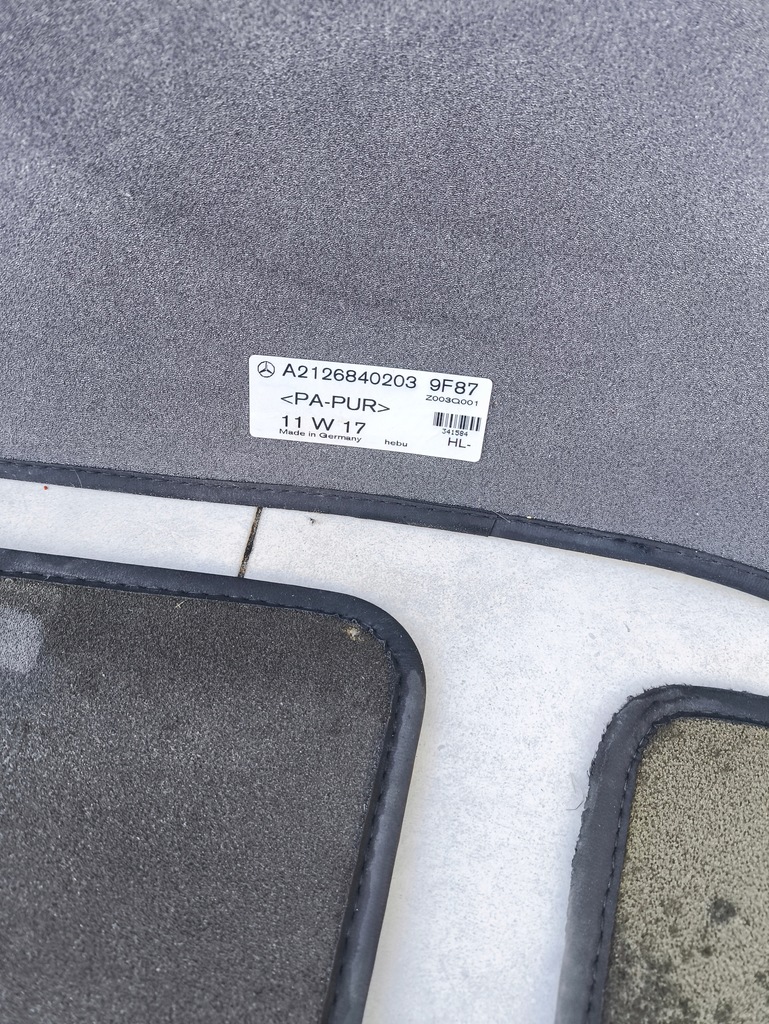 A2126840203 9F87
Z003Q001
<PA-PUR>
11 W 17
341584
Made in Germany hebu HL-